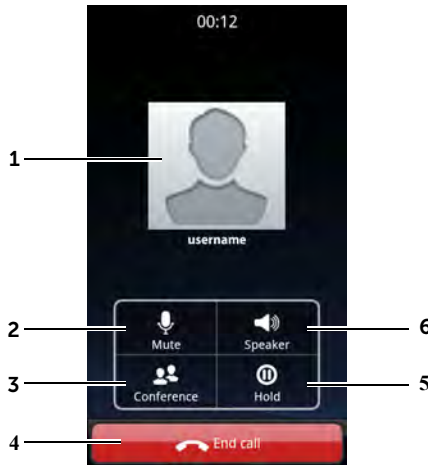 00:12
1
username
2
Mute
Speaker
6
3
Conference
Hold
5
4
End call